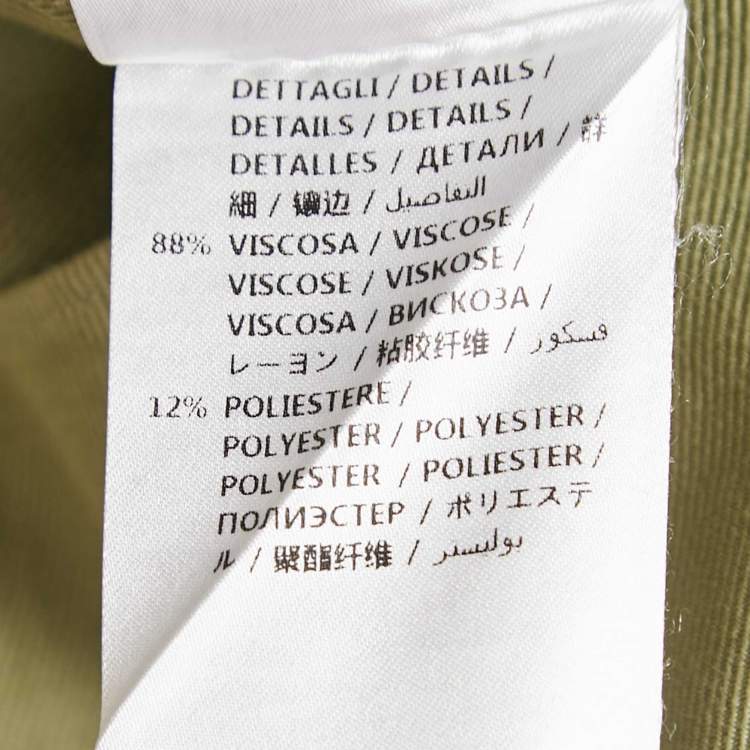 DETTAGLI / DETAILS /
DETAILS / DETAILS /
DETALLES / ДЕТАЛИ / 詳
細 / 镶边 / التفاصيل
88% VISCOSA / VISCOSE /
VISCOSE / VISKOSE /
VISCOSA / ВИСКОЗА /
レーヨン / 粘胶纤维 / فسكوز
12% POLIESTERE /
POLYESTER / POLYESTER /
POLYESTER / POLIESTER /
ПОЛИЭСТЕР / ポリエステ
ル / 聚酯纤维 / بوليستر